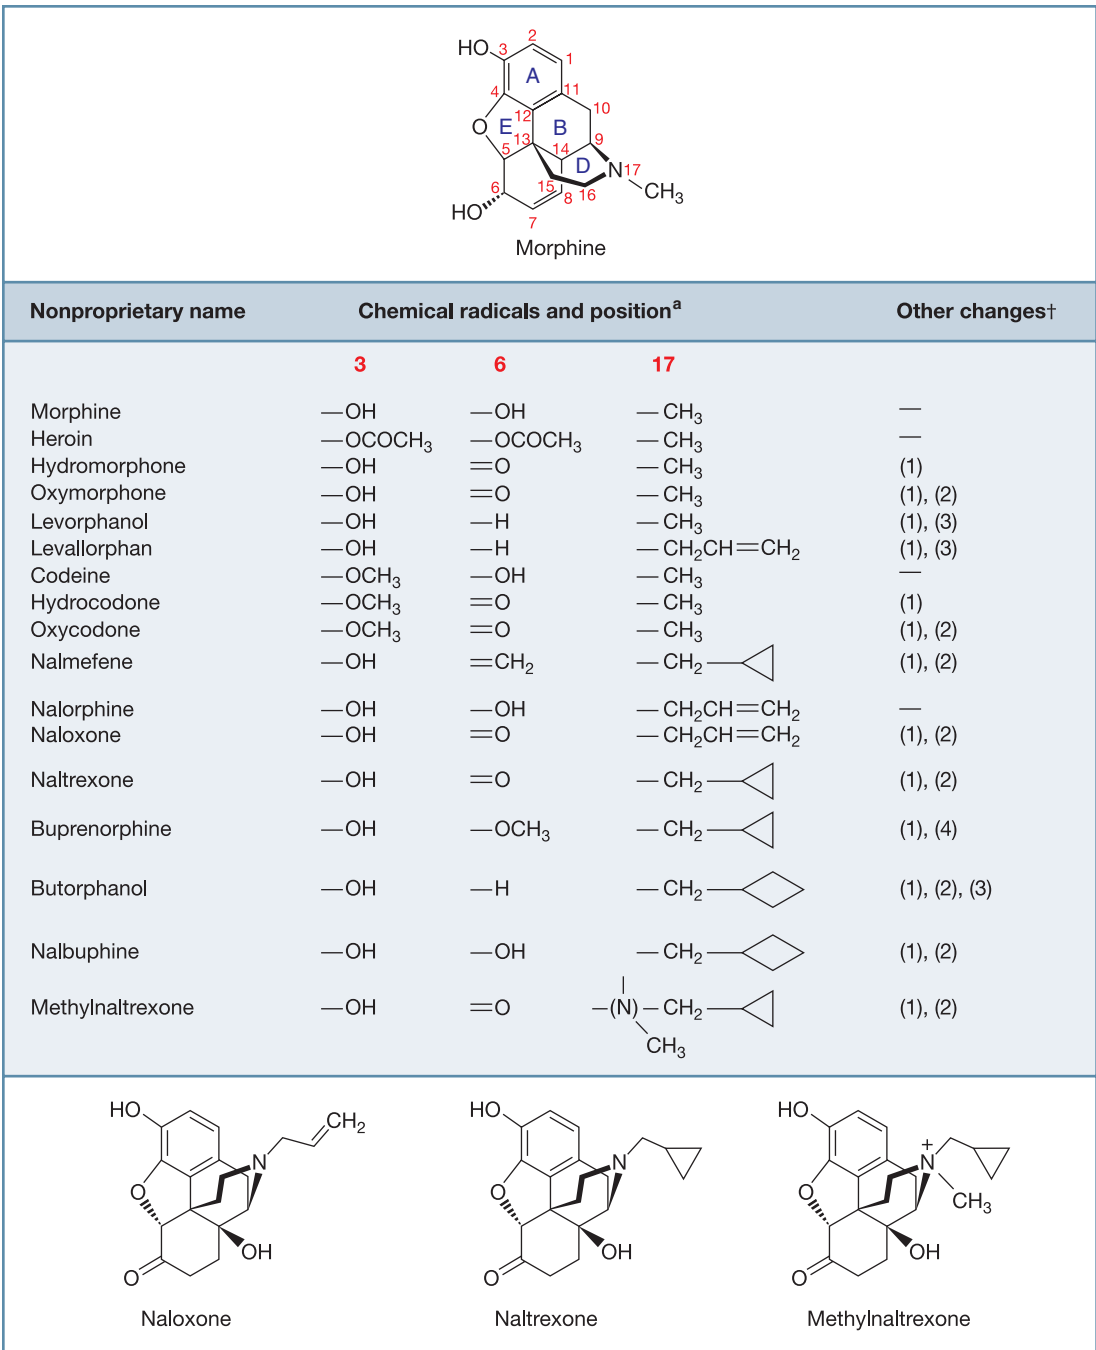 HO
3
2
1
A
4
11
10
12
O
E
B
13
9
5
14
D
N
17
6
15
16
CH3
8
HO
7
Morphine
Nonproprietary name Chemical radicals and position^a Other changes†
3 6 17
Morphine —OH —OH —CH3 —
Heroin —OCOCH3 —OCOCH3 —CH3 —
Hydromorphone —OH =O —CH3 (1)
Oxymorphone —OH =O —CH3 (1), (2)
Levorphanol —OH —H —CH3 (1), (3)
Levallorphan —OH —H —CH2CH=CH2 (1), (3)
Codeine —OCH3 —OH —CH3 —
Hydrocodone —OCH3 =O —CH3 (1)
Oxycodone —OCH3 =O —CH3 (1), (2)
Nalmefene —OH =CH2 —CH2— (1), (2)
Nalorphine —OH —OH —CH2CH=CH2 —
Naloxone —OH =O —CH2CH=CH2 (1), (2)
Naltrexone —OH =O —CH2— (1), (2)
Buprenorphine —OH —OCH3 —CH2— (1), (4)
Butorphanol —OH —H —CH2— (1), (2), (3)
Nalbuphine —OH —OH —CH2— (1), (2)
Methylnaltrexone —OH =O —(N)—CH2— (1), (2)
CH3
HO
CH2
N
O
OH
O
Naloxone
HO
N
O
OH
O
Naltrexone
HO
+
N
O
CH3
OH
O
Methylnaltrexone